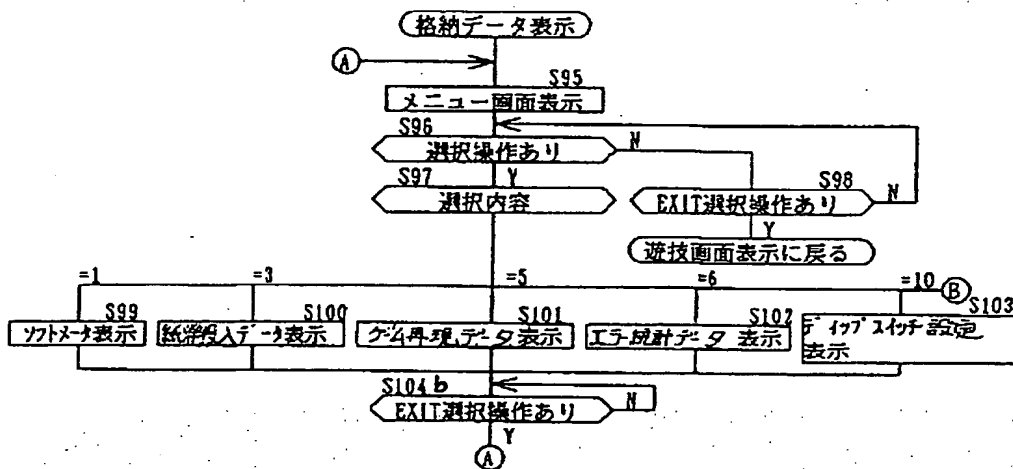 格納データ表示
A
S95
メニュー画面表示
S96
選択操作あり
N
Y
S97
選択内容
S98
EXIT選択操作あり
N
Y
遊技画面表示に戻る
=1
=3
=5
=6
=10
B
S99
ソフトメータ表示
S100
紙幣投入データ表示
S101
ゲーム再現データ表示
S102
エラー統計データ表示
S103
ディップスイッチ設定
表示
S104b
EXIT選択操作あり
N
Y
A